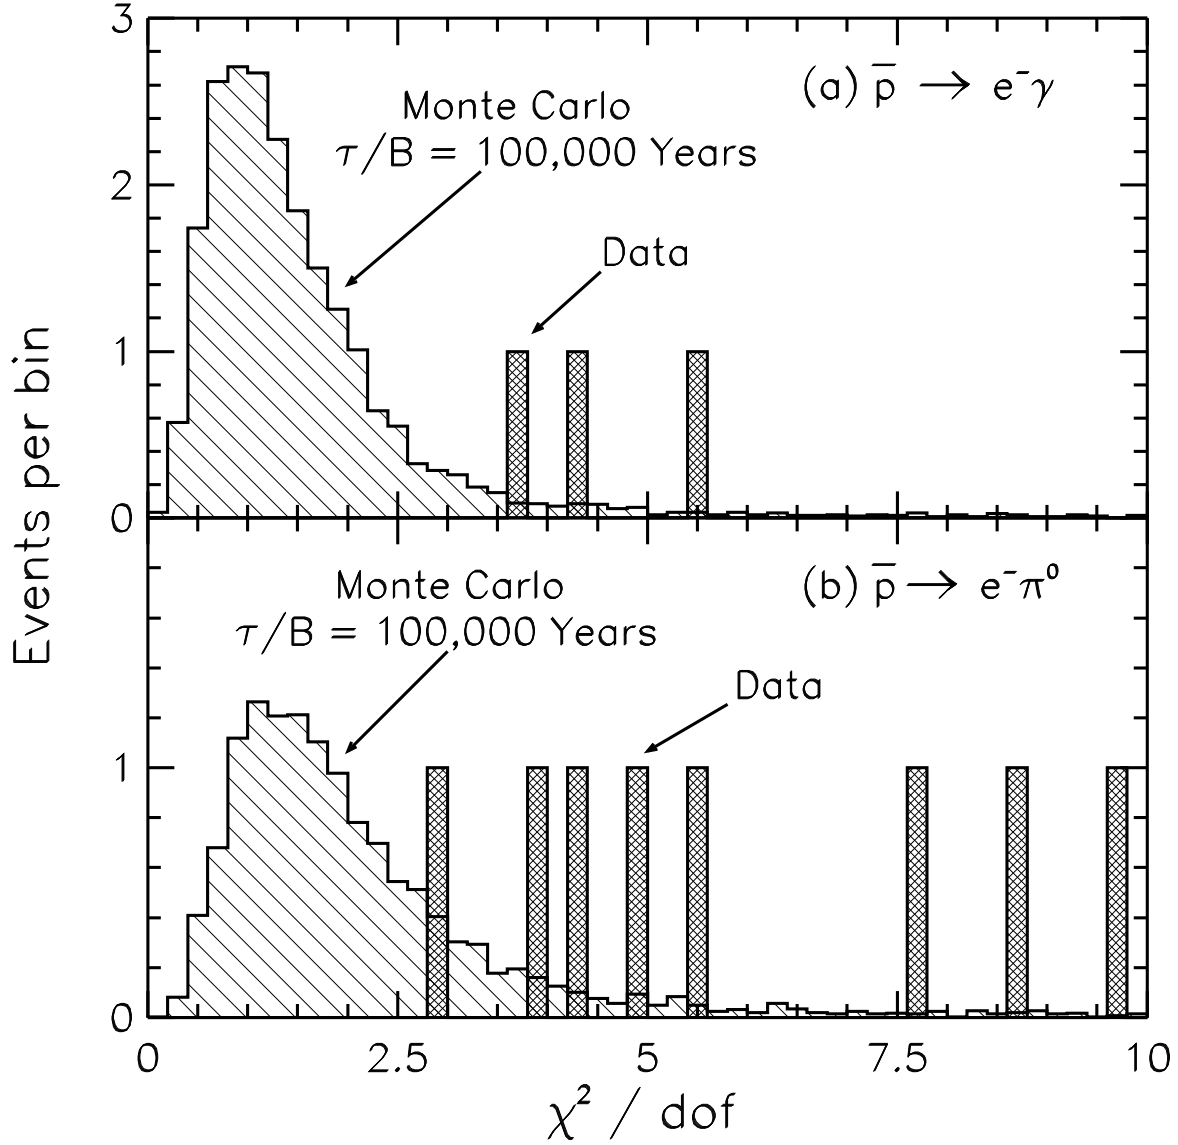 3
2
1
0
Events per bin
(a) p̅ → e⁻γ
Monte Carlo
τ/B = 100,000 Years
Data
(b) p̅ → e⁻π⁰
Monte Carlo
τ/B = 100,000 Years
Data
1
0
0 2.5 5 7.5 10
χ² / dof